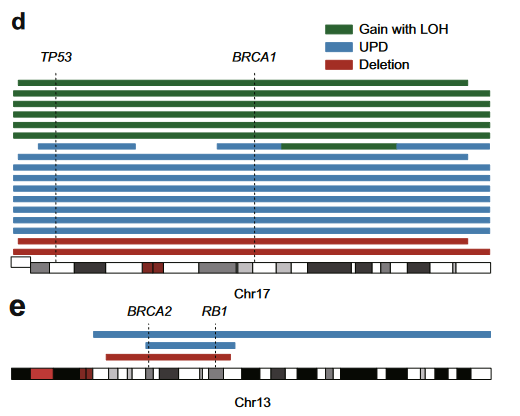 d
Gain with LOH
UPD
Deletion
TP53
BRCA1
Chr17
e
BRCA2
RB1
Chr13